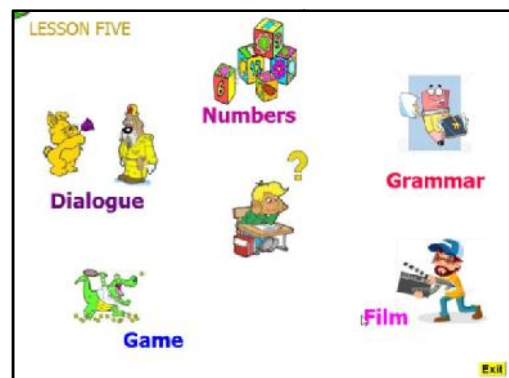 LESSON FIVE
Numbers
Grammar
Dialogue
?
Film
Game
Exit